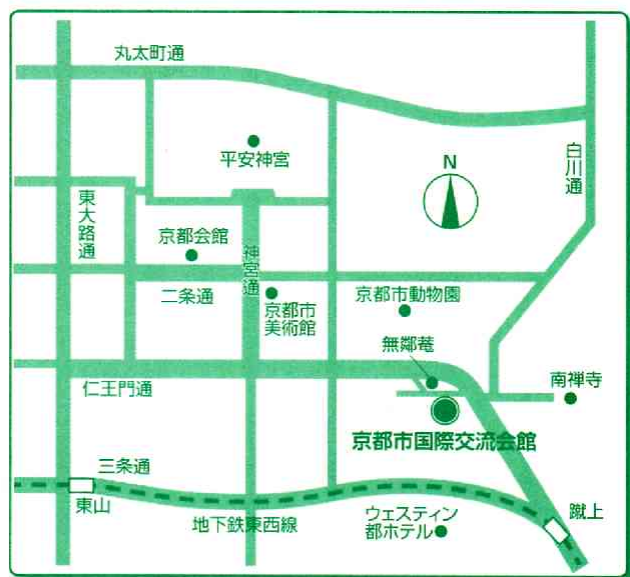 丸太町通
平安神宮
N
白川通
東大路通
京都会館
神宮通
二条通
京都市
美術館
京都市動物園
無鄰菴
仁王門通
南禅寺
京都市国際交流会館
三条通
東山
地下鉄東西線
ウェスティン
都ホテル
蹴上